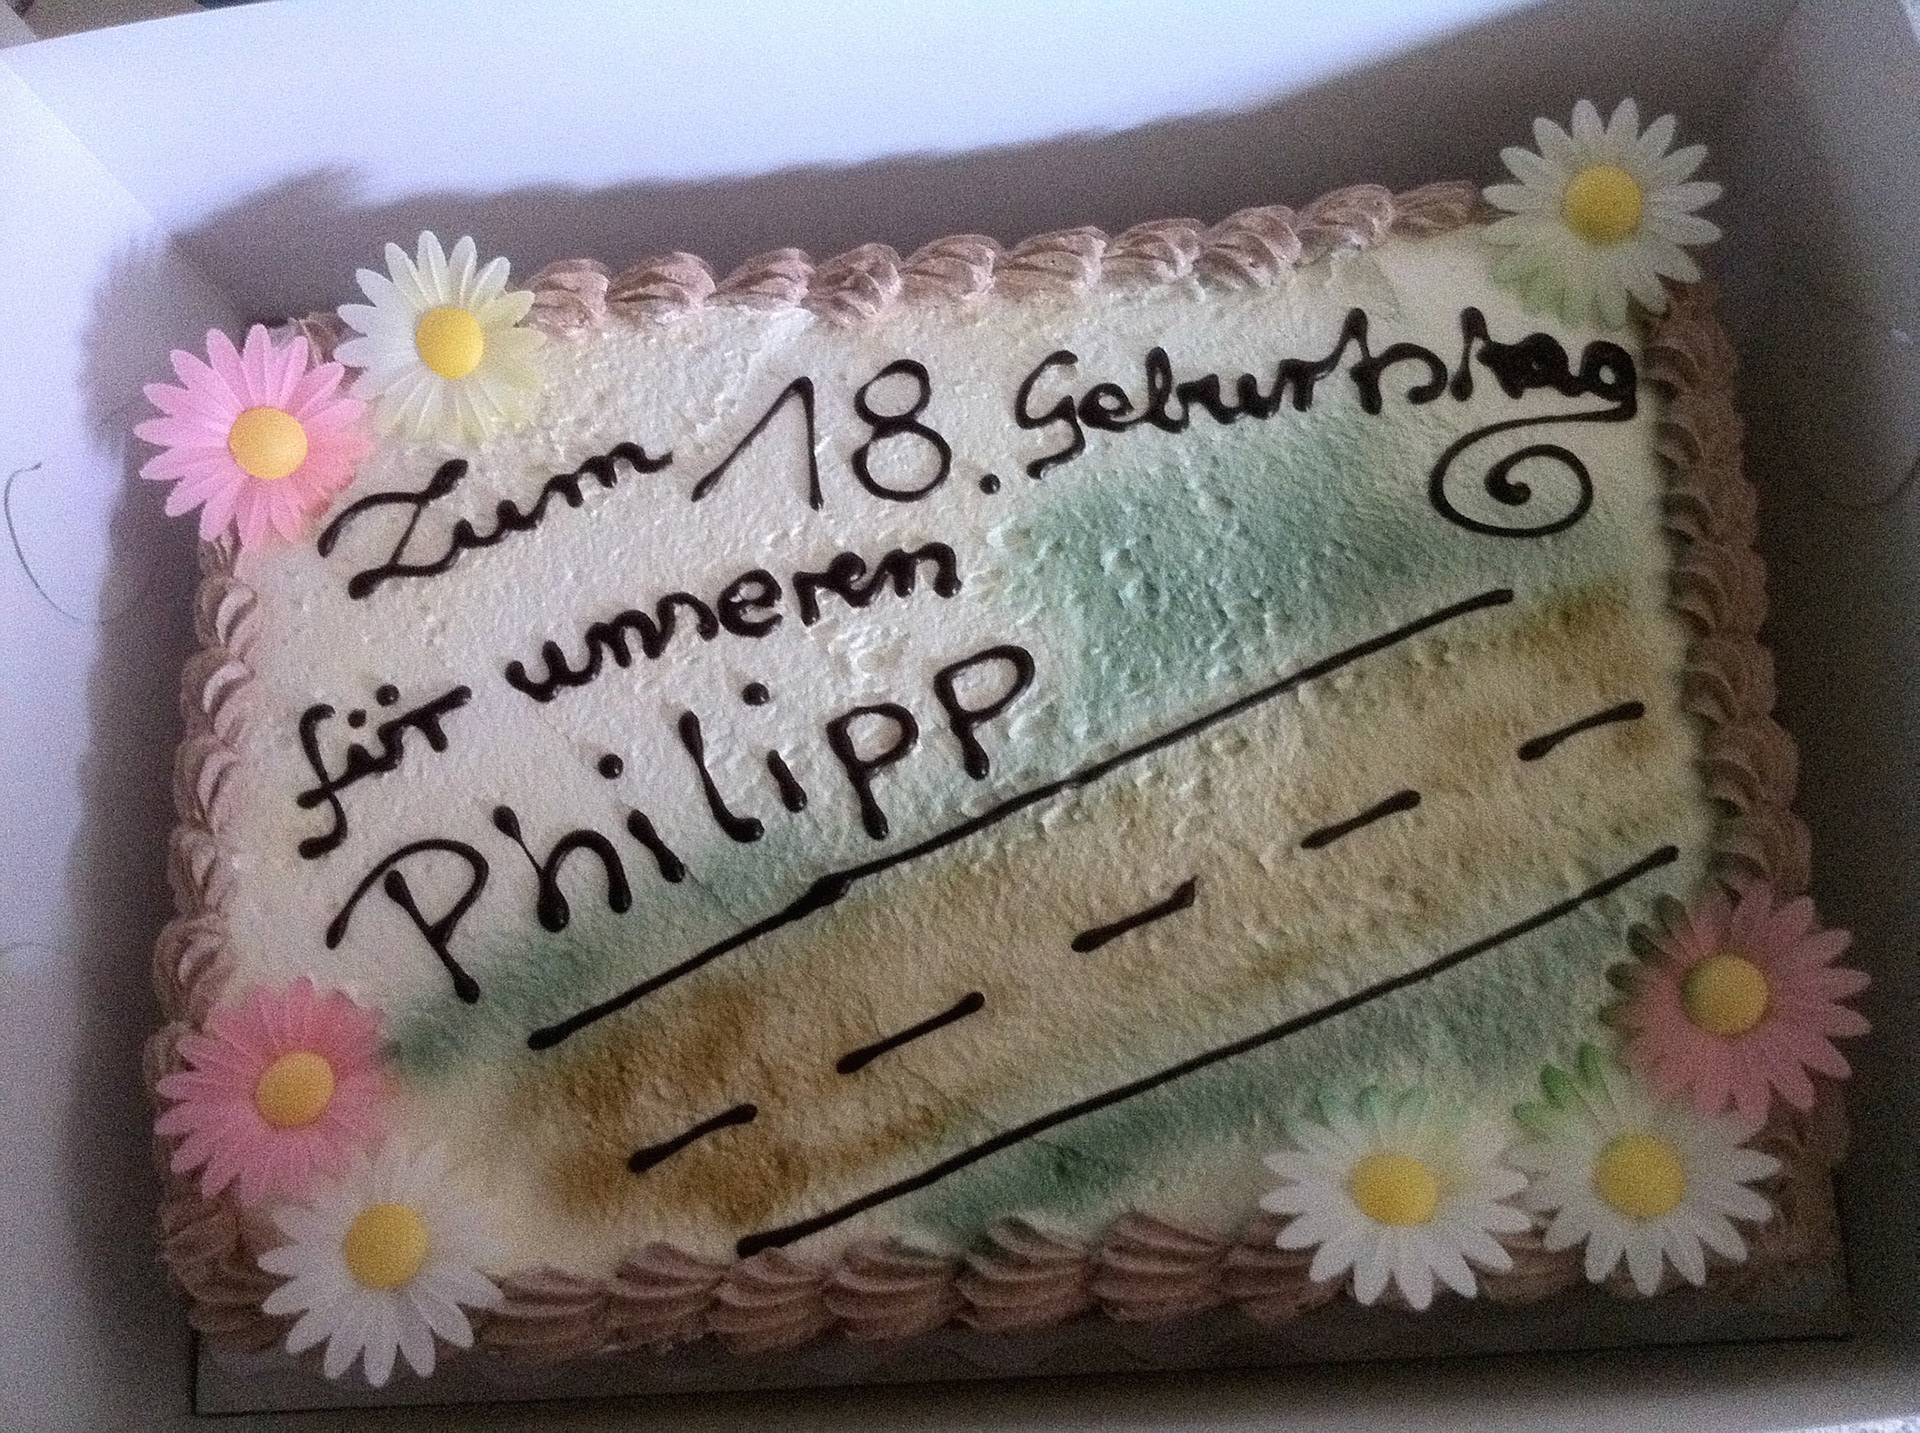 Zum 18. Geburtstag
für unseren
Philipp